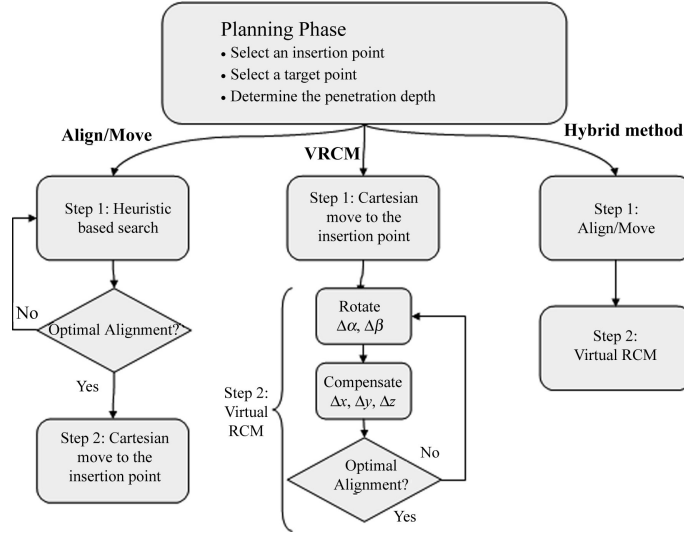 Planning Phase
• Select an insertion point
• Select a target point
• Determine the penetration depth
Align/Move
VRCM
Hybrid method
Step 1: Heuristic
based search
No
Optimal Alignment?
Yes
Step 2: Cartesian
move to the
insertion point
Step 1: Cartesian
move to the
insertion point
Step 2:
Virtual
RCM
Rotate
Δα, Δβ
Compensate
Δx, Δy, Δz
Optimal
Alignment?
No
Yes
Step 1:
Align/Move
Step 2:
Virtual RCM